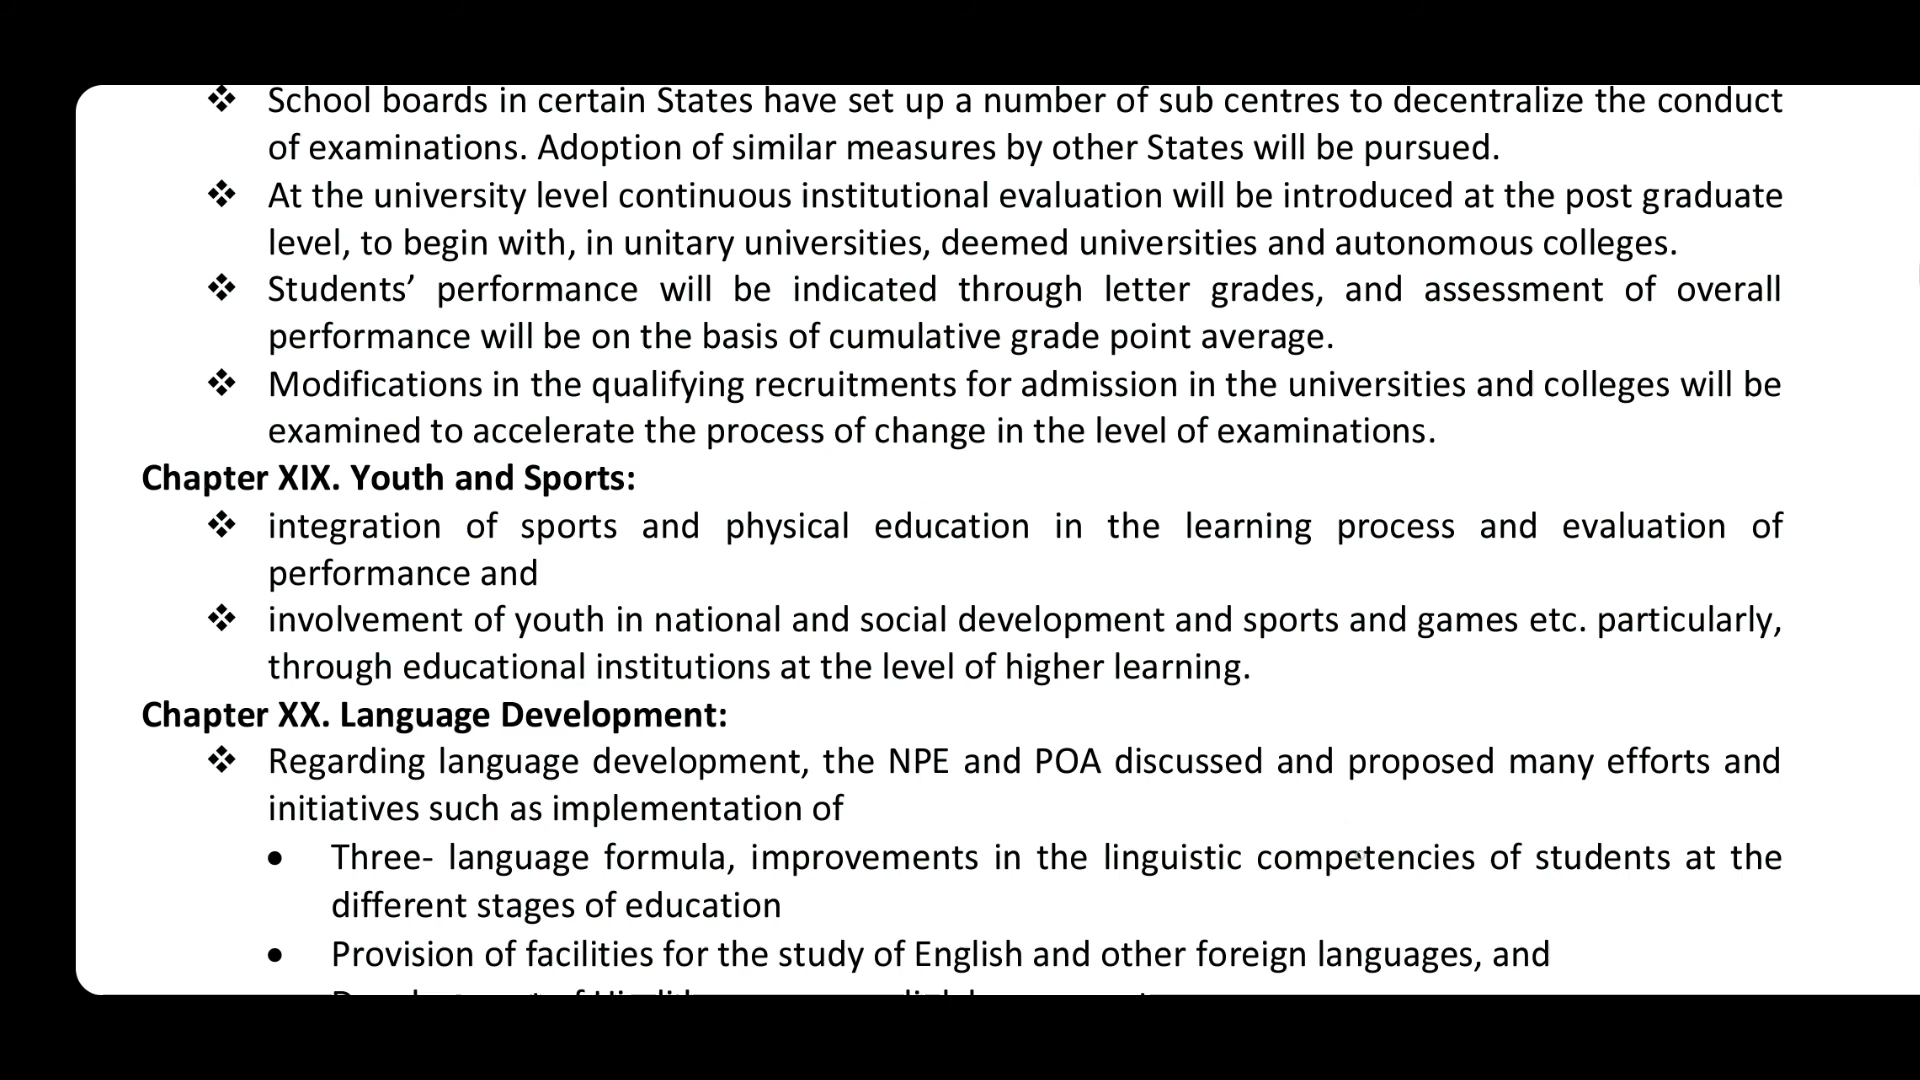 ❖ School boards in certain States have set up a number of sub centres to decentralize the conduct
of examinations. Adoption of similar measures by other States will be pursued.
❖ At the university level continuous institutional evaluation will be introduced at the post graduate
level, to begin with, in unitary universities, deemed universities and autonomous colleges.
❖ Students’ performance will be indicated through letter grades, and assessment of overall
performance will be on the basis of cumulative grade point average.
❖ Modifications in the qualifying recruitments for admission in the universities and colleges will be
examined to accelerate the process of change in the level of examinations.
Chapter XIX. Youth and Sports:
❖ integration of sports and physical education in the learning process and evaluation of
performance and
❖ involvement of youth in national and social development and sports and games etc. particularly,
through educational institutions at the level of higher learning.
Chapter XX. Language Development:
❖ Regarding language development, the NPE and POA discussed and proposed many efforts and
initiatives such as implementation of
• Three- language formula, improvements in the linguistic competencies of students at the
different stages of education
• Provision of facilities for the study of English and other foreign languages, and